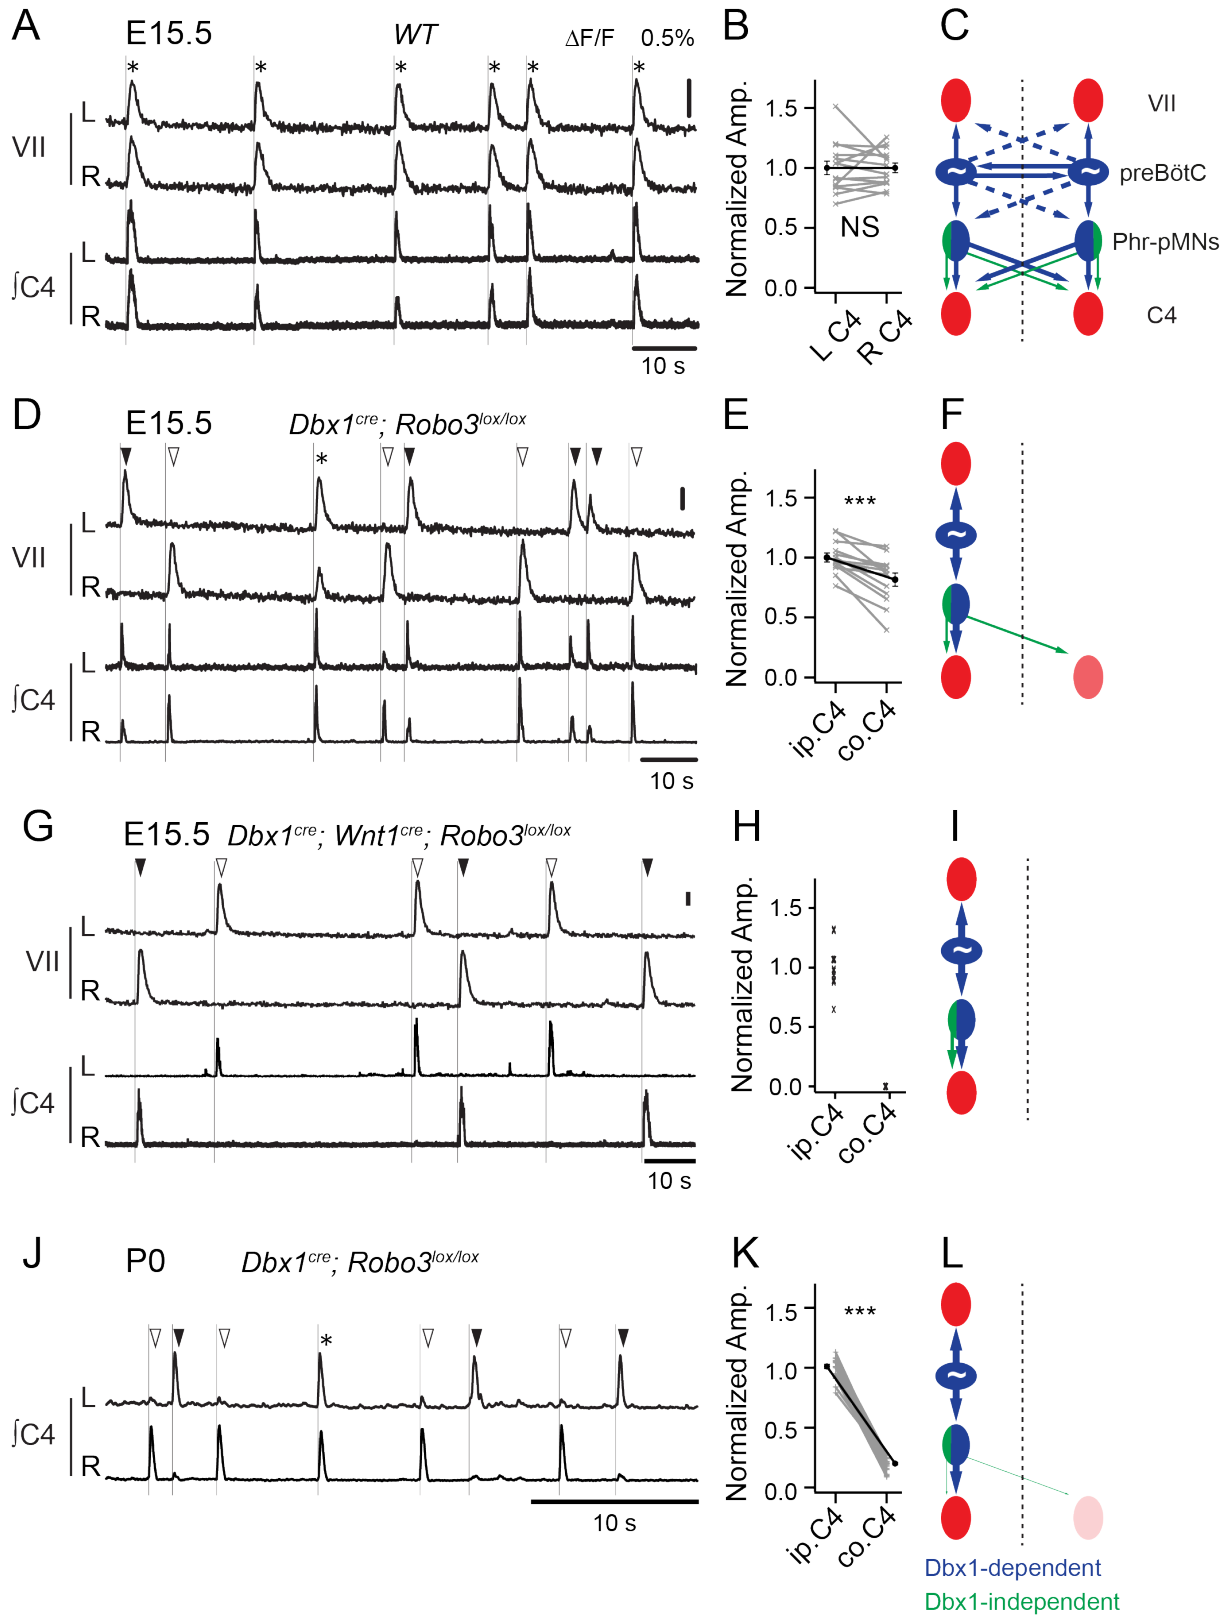 A E15.5 WT ΔF/F 0.5%
* * * * * *
VII
L
R
∫C4
L
R
10 s
B
Normalized Amp.
1.5
1.0
0.5
0.0
NS
L C4
R C4
C
VII
preBötC
Phr-pMNs
C4
~ ~
D E15.5 Dbx1cre; Robo3lox/lox
*
VII
L
R
∫C4
L
R
10 s
E
Normalized Amp.
1.5
1.0
0.5
0.0
***
ip.C4
co.C4
F
~
G E15.5 Dbx1cre; Wnt1cre; Robo3lox/lox
VII
L
R
∫C4
L
R
10 s
H
Normalized Amp.
1.5
1.0
0.5
0.0
ip.C4
co.C4
I
~
J P0 Dbx1cre; Robo3lox/lox
*
∫C4
L
R
10 s
K
Normalized Amp.
1.5
1.0
0.5
0.0
***
ip.C4
co.C4
L
~
Dbx1-dependent
Dbx1-independent